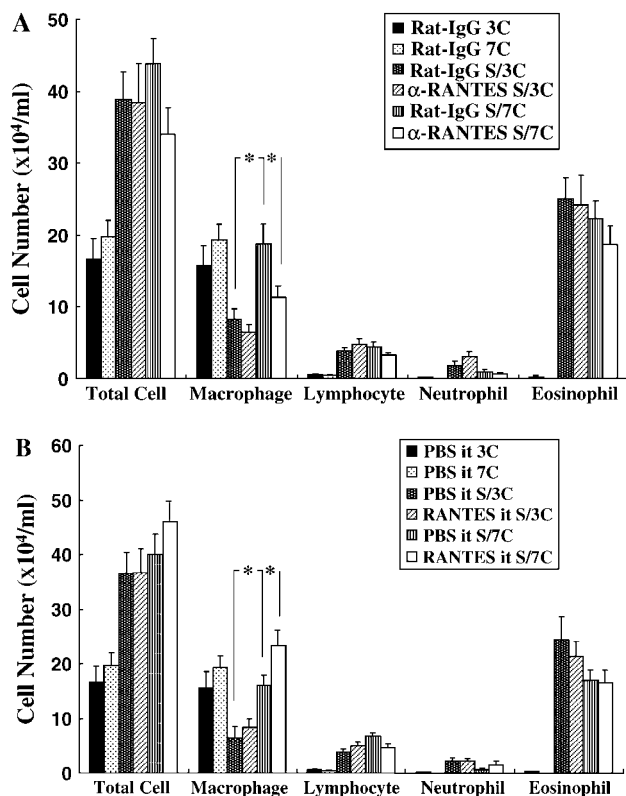 A
Cell Number (x10⁴/ml)
50
40
30
20
10
0
Rat-IgG 3C
Rat-IgG 7C
Rat-IgG S/3C
α-RANTES S/3C
Rat-IgG S/7C
α-RANTES S/7C
* *
Total Cell Macrophage Lymphocyte Neutrophil Eosinophil
B
Cell Number (x10⁴/ml)
60
50
40
30
20
10
0
PBS it 3C
PBS it 7C
PBS it S/3C
RANTES it S/3C
PBS it S/7C
RANTES it S/7C
* *
Total Cell Macrophage Lymphocyte Neutrophil Eosinophil